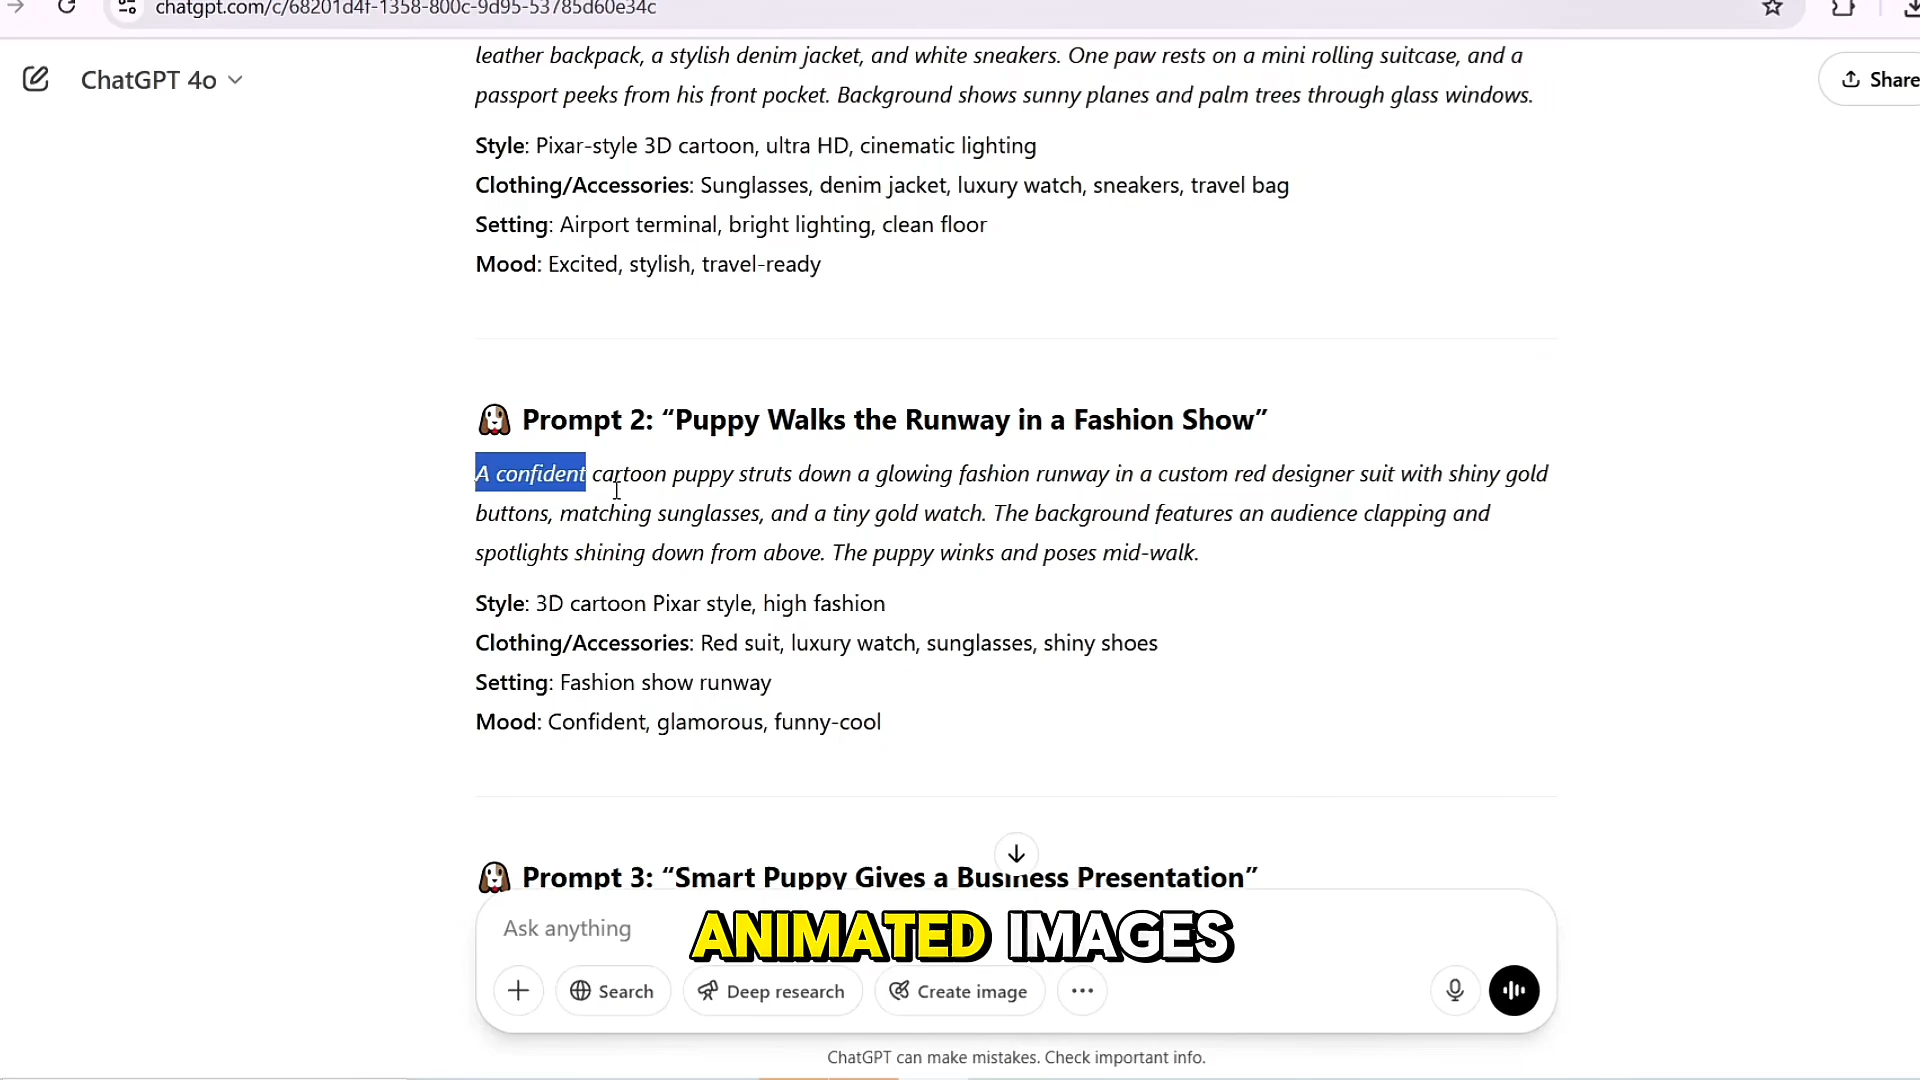 chatgpt.com/c/68201d4f-1358-800c-9d95-53785d60e34c
ChatGPT 4o
Share
leather backpack, a stylish denim jacket, and white sneakers. One paw rests on a mini rolling suitcase, and a
passport peeks from his front pocket. Background shows sunny planes and palm trees through glass windows.
Style: Pixar-style 3D cartoon, ultra HD, cinematic lighting
Clothing/Accessories: Sunglasses, denim jacket, luxury watch, sneakers, travel bag
Setting: Airport terminal, bright lighting, clean floor
Mood: Excited, stylish, travel-ready
Prompt 2: “Puppy Walks the Runway in a Fashion Show”
A confident cartoon puppy struts down a glowing fashion runway in a custom red designer suit with shiny gold
buttons, matching sunglasses, and a tiny gold watch. The background features an audience clapping and
spotlights shining down from above. The puppy winks and poses mid-walk.
Style: 3D cartoon Pixar style, high fashion
Clothing/Accessories: Red suit, luxury watch, sunglasses, shiny shoes
Setting: Fashion show runway
Mood: Confident, glamorous, funny-cool
Prompt 3: “Smart Puppy Gives a Business Presentation”
Ask anything
ANIMATED IMAGES
Search
Deep research
Create image
ChatGPT can make mistakes. Check important info.